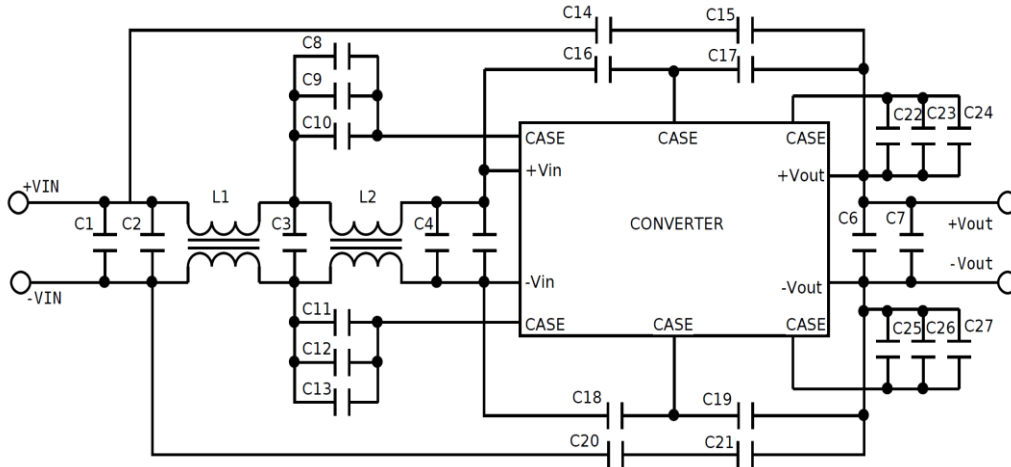 C14
C15
C8
C16
C17
C9
C10
CASE
CASE
CASE
C22
C23
C24
+Vin
+Vout
+VIN
L1
L2
C1
C2
C3
C4
CONVERTER
C6
C7
+Vout
-VIN
-Vin
-Vout
-Vout
C11
CASE
CASE
CASE
C25
C26
C27
C12
C13
C18
C19
C20
C21